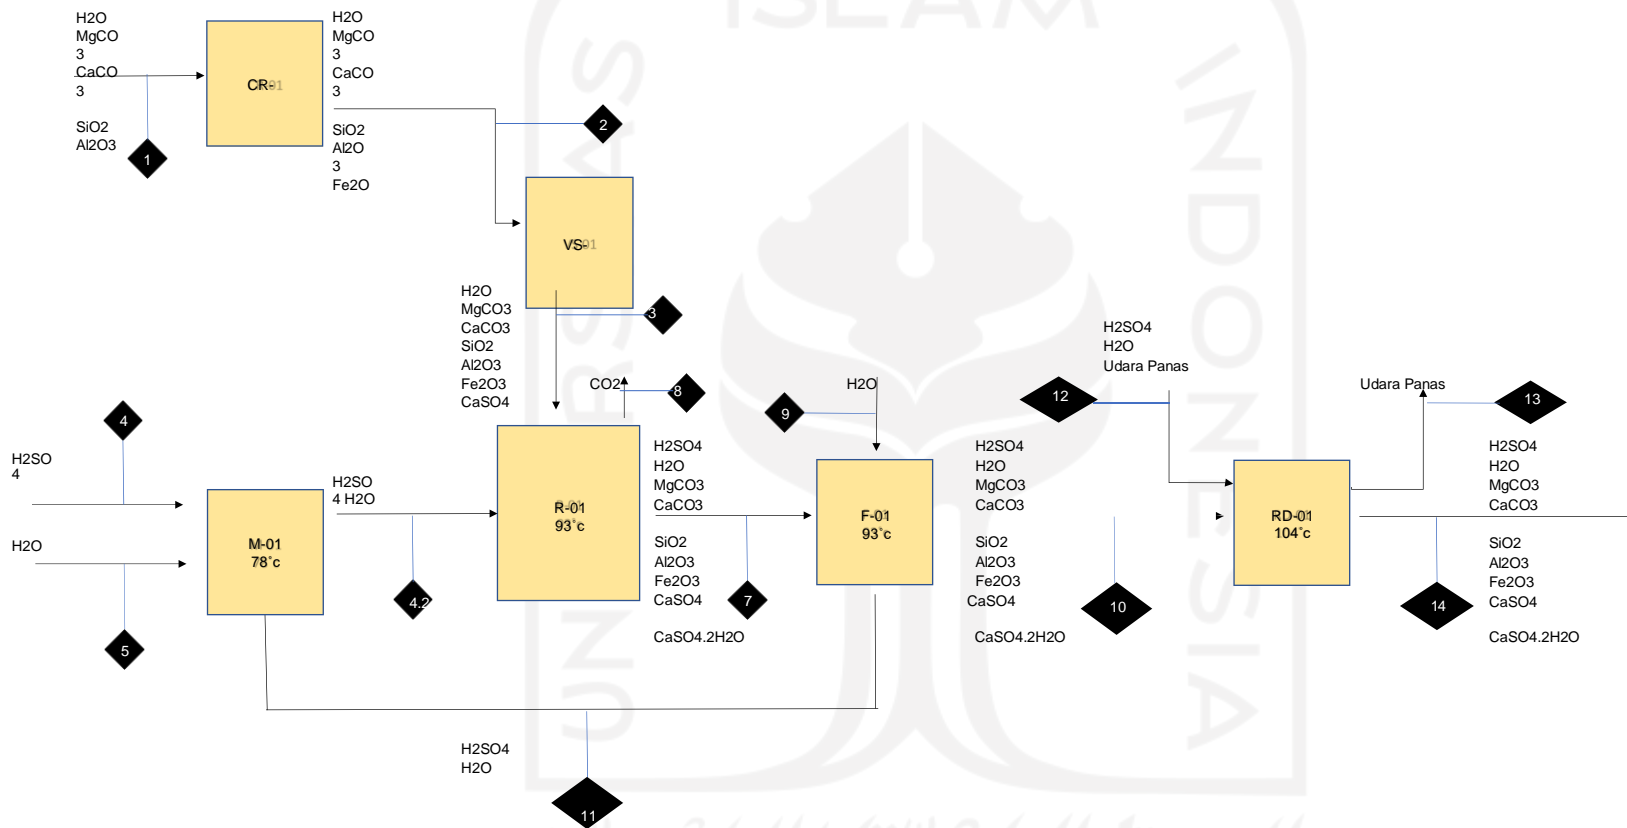 H2O
MgCO
3
CaCO
3
SiO2
Al2O3
1
CR-01
H2O
MgCO
3
CaCO
3
SiO2
Al2O
3
Fe2O
2
VS-01
H2O
MgCO3
CaCO3
SiO2
Al2O3
Fe2O3
CaSO4
3
CO2
8
H2O
9
H2SO4
H2O
Udara Panas
12
Udara Panas
13
4
H2SO
4
H2O
5
M-01
78°c
H2SO
4 H2O
4.2
R-01
93°c
H2SO4
H2O
MgCO3
CaCO3
SiO2
Al2O3
Fe2O3
CaSO4
CaSO4.2H2O
7
F-01
93°c
H2SO4
H2O
MgCO3
CaCO3
SiO2
Al2O3
Fe2O3
CaSO4
CaSO4.2H2O
10
RD-01
104°c
14
H2SO4
H2O
MgCO3
CaCO3
SiO2
Al2O3
Fe2O3
CaSO4
CaSO4.2H2O
H2SO4
H2O
11
ISLAM
INDONESIA